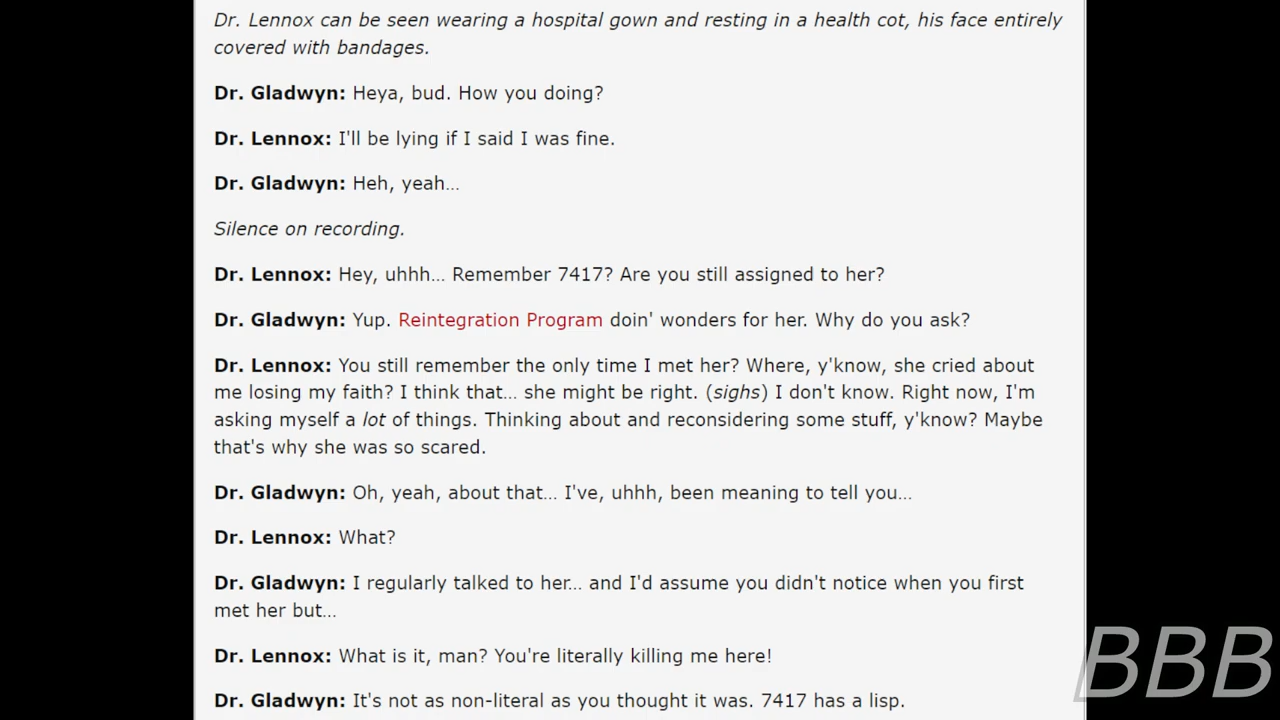 Dr. Lennox can be seen wearing a hospital gown and resting in a health cot, his face entirely
covered with bandages.
Dr. Gladwyn: Heya, bud. How you doing?
Dr. Lennox: I'll be lying if I said I was fine.
Dr. Gladwyn: Heh, yeah…
Silence on recording.
Dr. Lennox: Hey, uhhh… Remember 7417? Are you still assigned to her?
Dr. Gladwyn: Yup. Reintegration Program doin' wonders for her. Why do you ask?
Dr. Lennox: You still remember the only time I met her? Where, y'know, she cried about
me losing my faith? I think that… she might be right. (sighs) I don't know. Right now, I'm
asking myself a lot of things. Thinking about and reconsidering some stuff, y'know? Maybe
that's why she was so scared.
Dr. Gladwyn: Oh, yeah, about that… I've, uhhh, been meaning to tell you…
Dr. Lennox: What?
Dr. Gladwyn: I regularly talked to her… and I'd assume you didn't notice when you first
met her but…
Dr. Lennox: What is it, man? You're literally killing me here!
Dr. Gladwyn: It's not as non-literal as you thought it was. 7417 has a lisp.
BBB